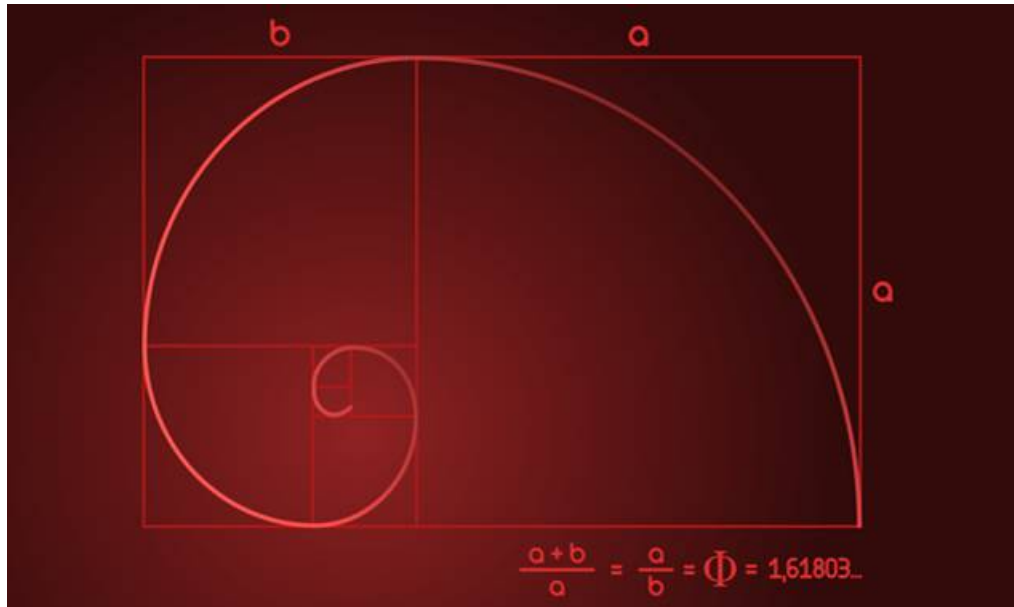 b a
a
a + b / a = a / b = Φ = 1,61803...